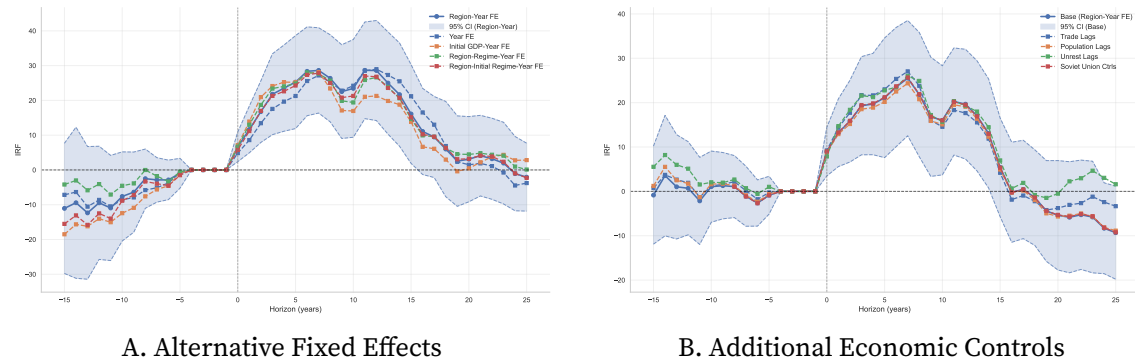 40
30
20
10
0
−10
−20
−30
IRF
−15
−10
−5
0
5
10
15
20
25
Horizon (years)
Region-Year FE
95% CI (Region-Year)
Year FE
Initial GDP-Year FE
Region-Regime-Year FE
Region-Initial Regime-Year FE
A. Alternative Fixed Effects
40
30
20
10
0
−10
−20
IRF
−15
−10
−5
0
5
10
15
20
25
Horizon (years)
Base (Region-Year FE)
95% CI (Base)
Trade Lags
Population Lags
Unrest Lags
Soviet Union Ctrls
B. Additional Economic Controls